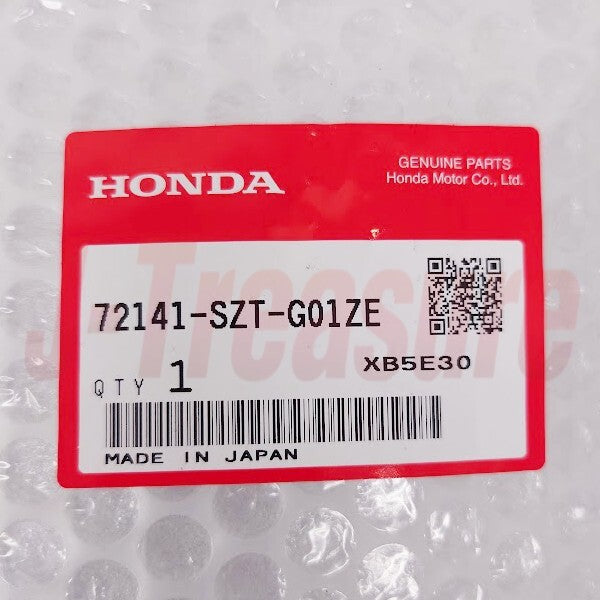 HONDA
GENUINE PARTS
Honda Motor Co., Ltd.
J-Treasure
72141-SZT-G01ZE
XB5E30
QTY 1
MADE IN JAPAN